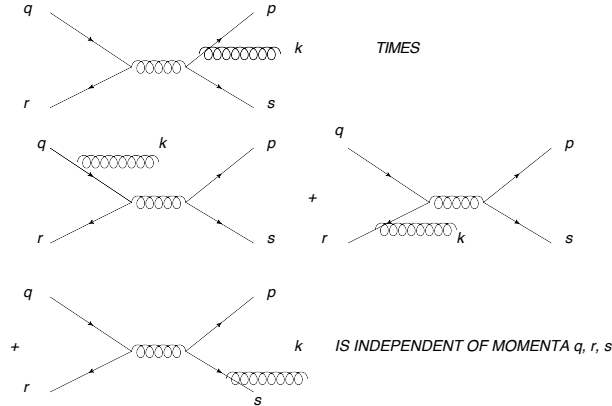 q p
k TIMES
r s
q k p
r s
+
q p
r k s
q p
+ k IS INDEPENDENT OF MOMENTA q, r, s
r s